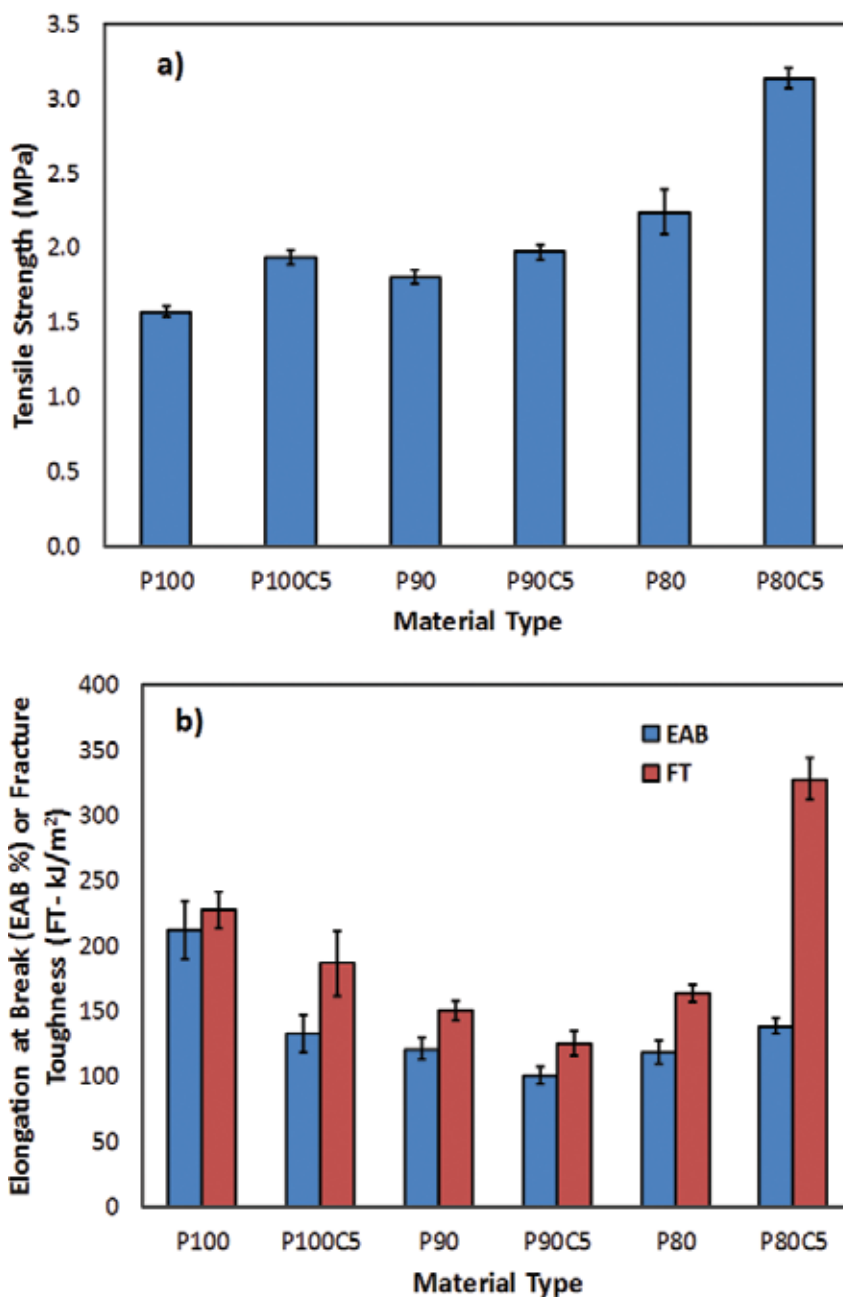 a)
Tensile Strength (MPa)
3.5
3.0
2.5
2.0
1.5
1.0
0.5
0.0
P100 P100C5 P90 P90C5 P80 P80C5
Material Type
b)
Elongation at Break (EAB %) or Fracture
Toughness (FT- kJ/m²)
400
350
300
250
200
150
100
50
0
EAB
FT
P100 P100C5 P90 P90C5 P80 P80C5
Material Type